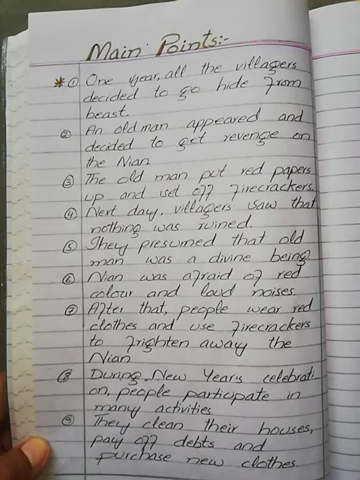 Main Points:-
* ① One year, all the villagers
decided to go hide from
beast.
② An old man appeared and
decided to get revenge on
the Nian
③ The old man put red papers
up and set off firecrackers.
④ Next day, villagers saw that
nothing was ruined.
⑤ They presumed that old
man was a divine being
⑥ Nian was afraid of red
colour and loud noises.
⑦ After that, people wear red
clothes and use firecrackers
to frighten away the
Nian
⑧ During New Years celebrati-
on, people participate in
many activities
⑨ They clean their houses,
pay off debts and
purchase new clothes.